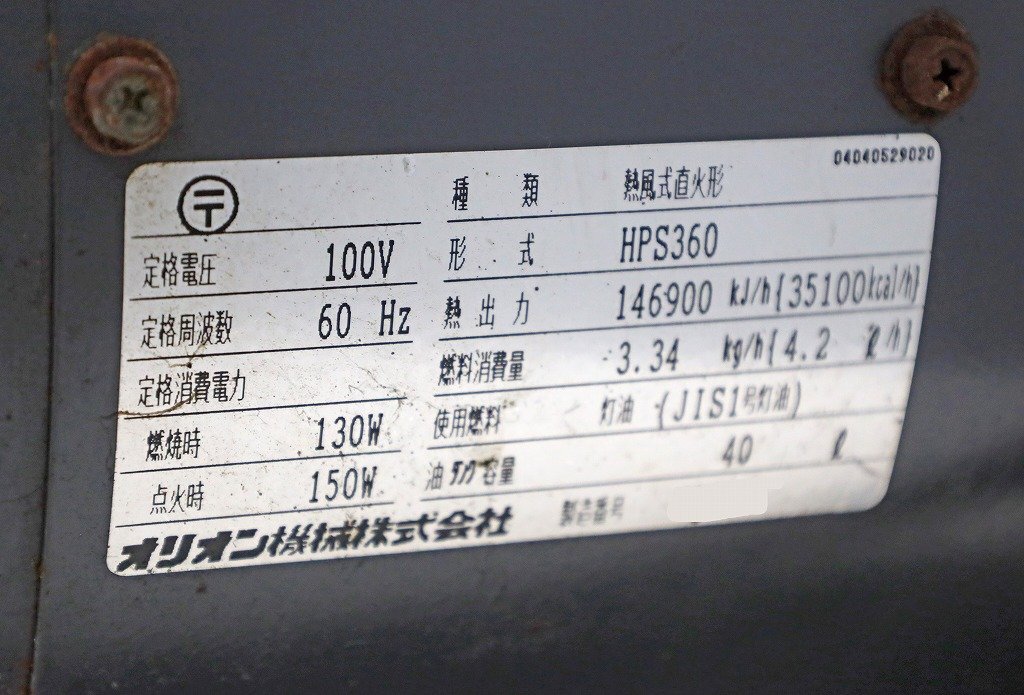 04040529020
〒
定格電圧 100V
定格周波数 60 Hz
定格消費電力
燃焼時 130W
点火時 150W
種類 熱風式直火形
形式 HPS360
熱出力 146900 kJ/h{35100kcal/h}
燃料消費量 3.34 kg/h{4.2 ℓ/h}
使用燃料 灯油 (JIS1号灯油)
油タンク容量 40 ℓ
オリオン機械株式会社 製造番号